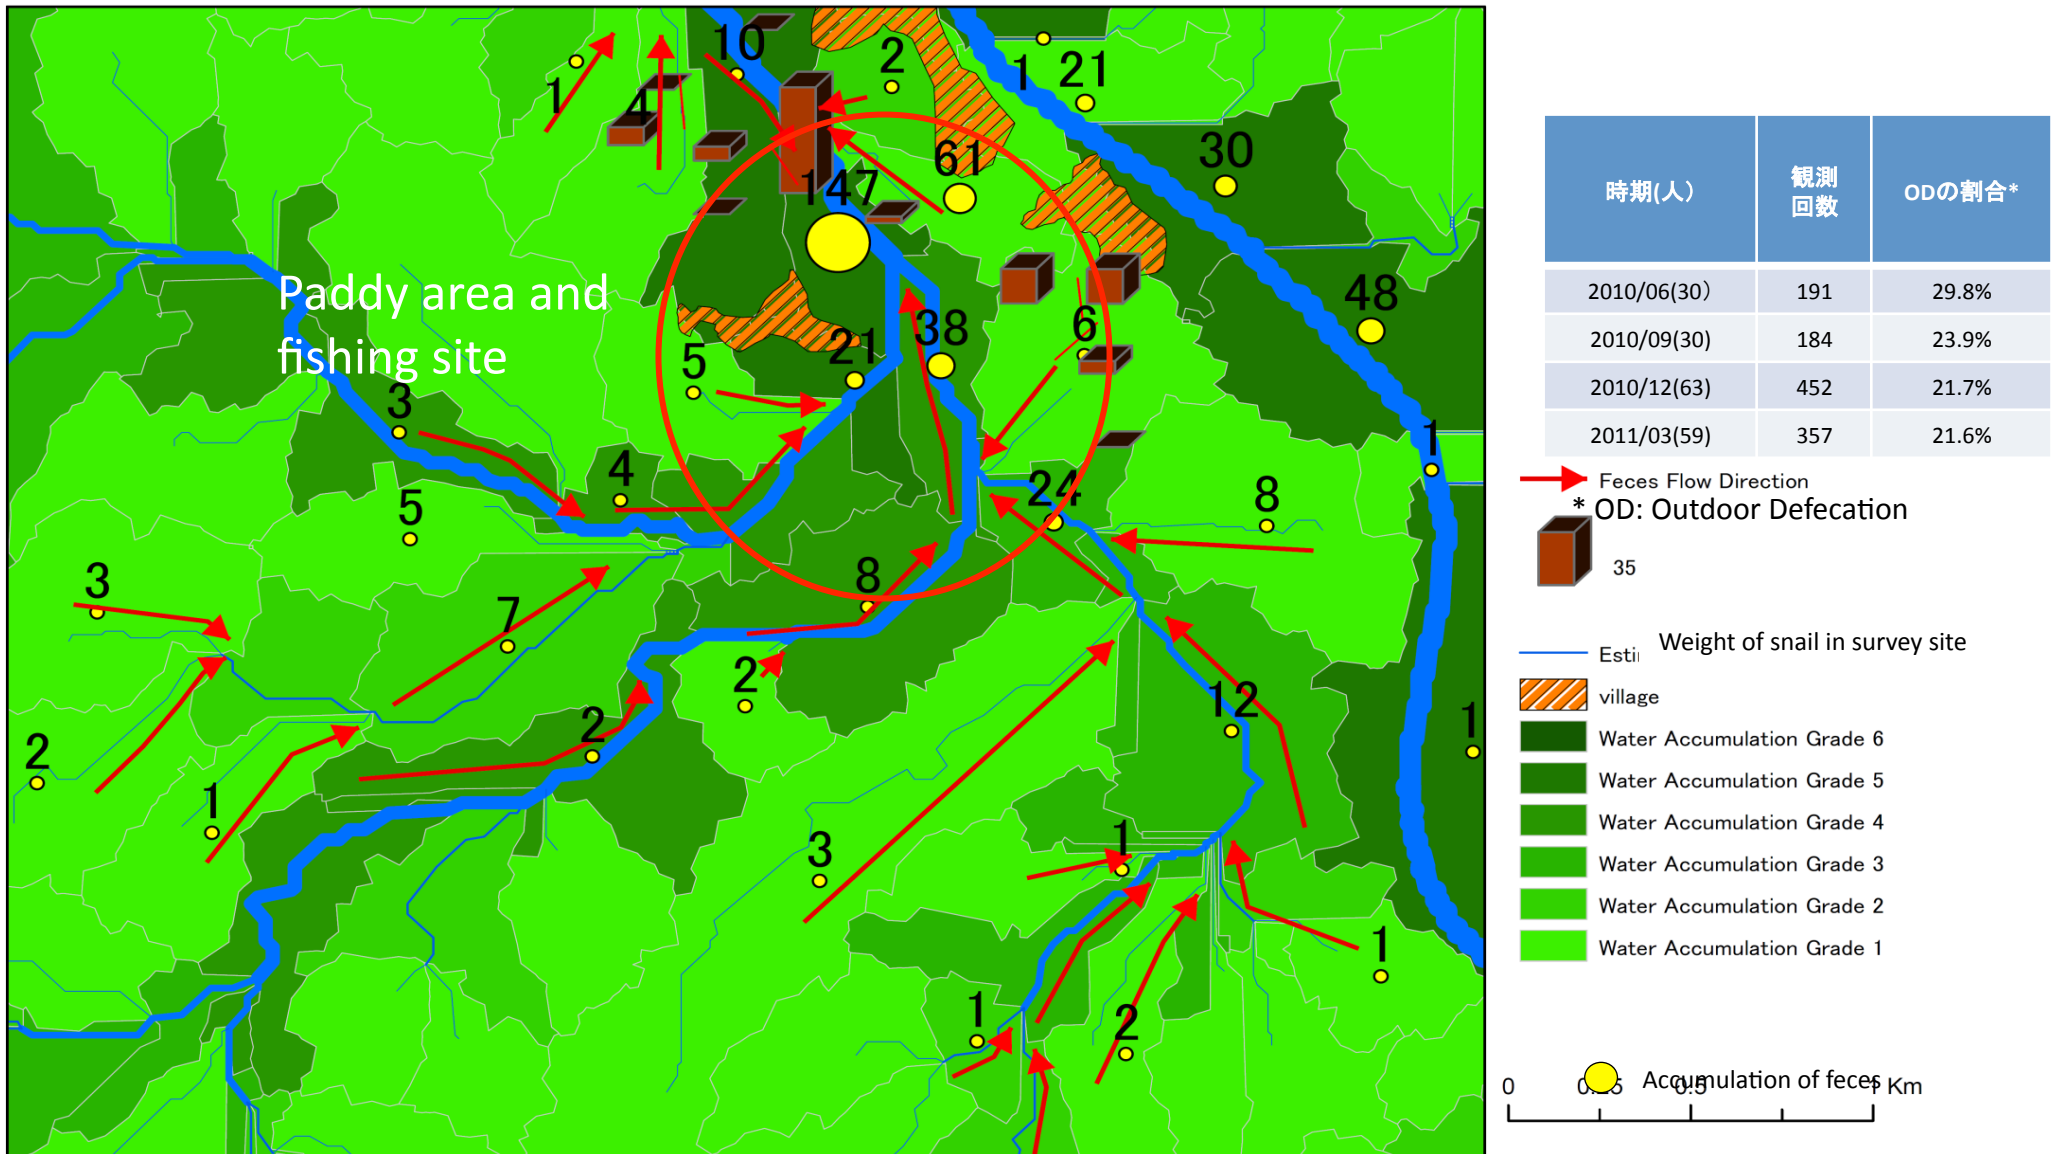 10
2
1
21
1
4
61
30
147
Paddy area and
fishing site
48
38
6
21
5
3
4
24
8
5
8
3
7
2
12
2
1
2
1
3
1
1
1
2
時期(人）
観測
回数
ODの割合*
2010/06(30）
191
29.8%
2010/09(30)
184
23.9%
2010/12(63)
452
21.7%
2011/03(59)
357
21.6%
Feces Flow Direction
* OD: Outdoor Defecation
35
Weight of snail in survey site
village
Water Accumulation Grade 6
Water Accumulation Grade 5
Water Accumulation Grade 4
Water Accumulation Grade 3
Water Accumulation Grade 2
Water Accumulation Grade 1
Accumulation of feces
0 0.5 1 Km